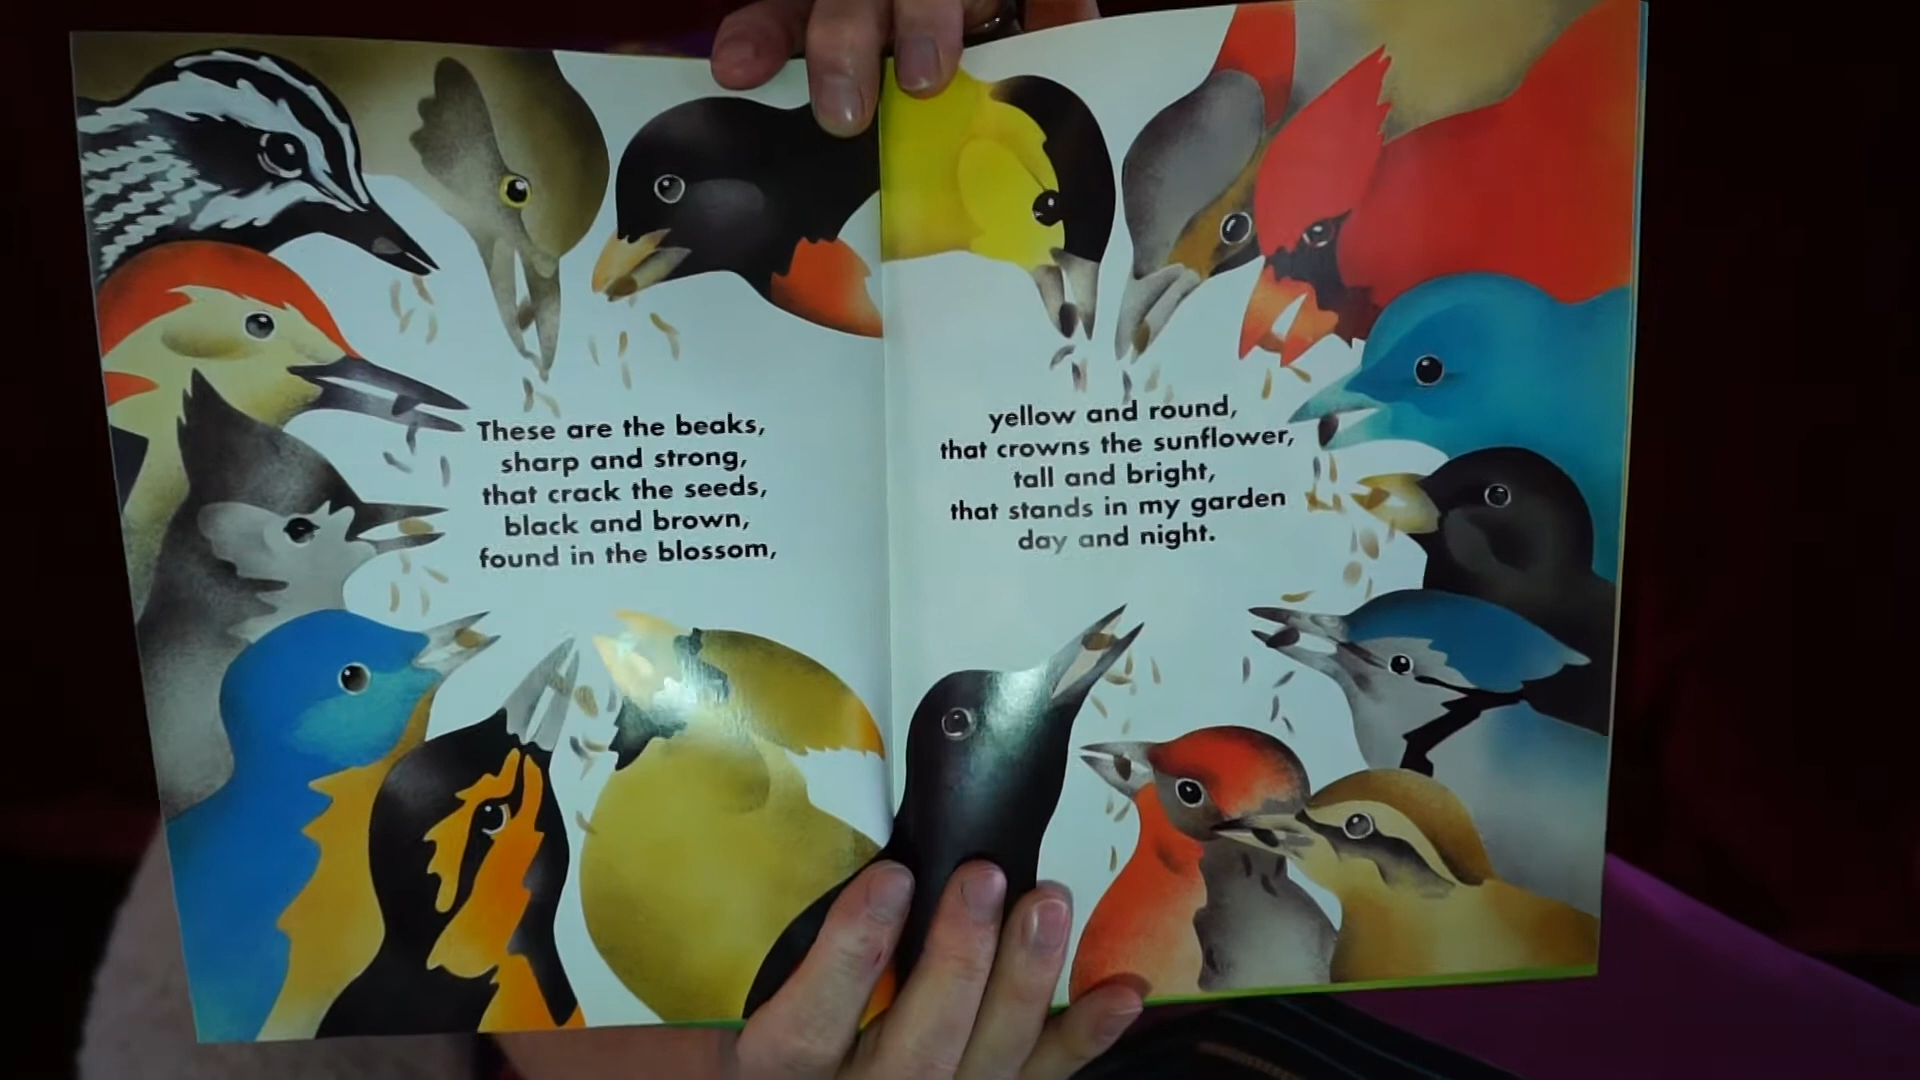 These are the beaks,
sharp and strong,
that crack the seeds,
black and brown,
found in the blossom,
yellow and round,
that crowns the sunflower,
tall and bright,
that stands in my garden
day and night.